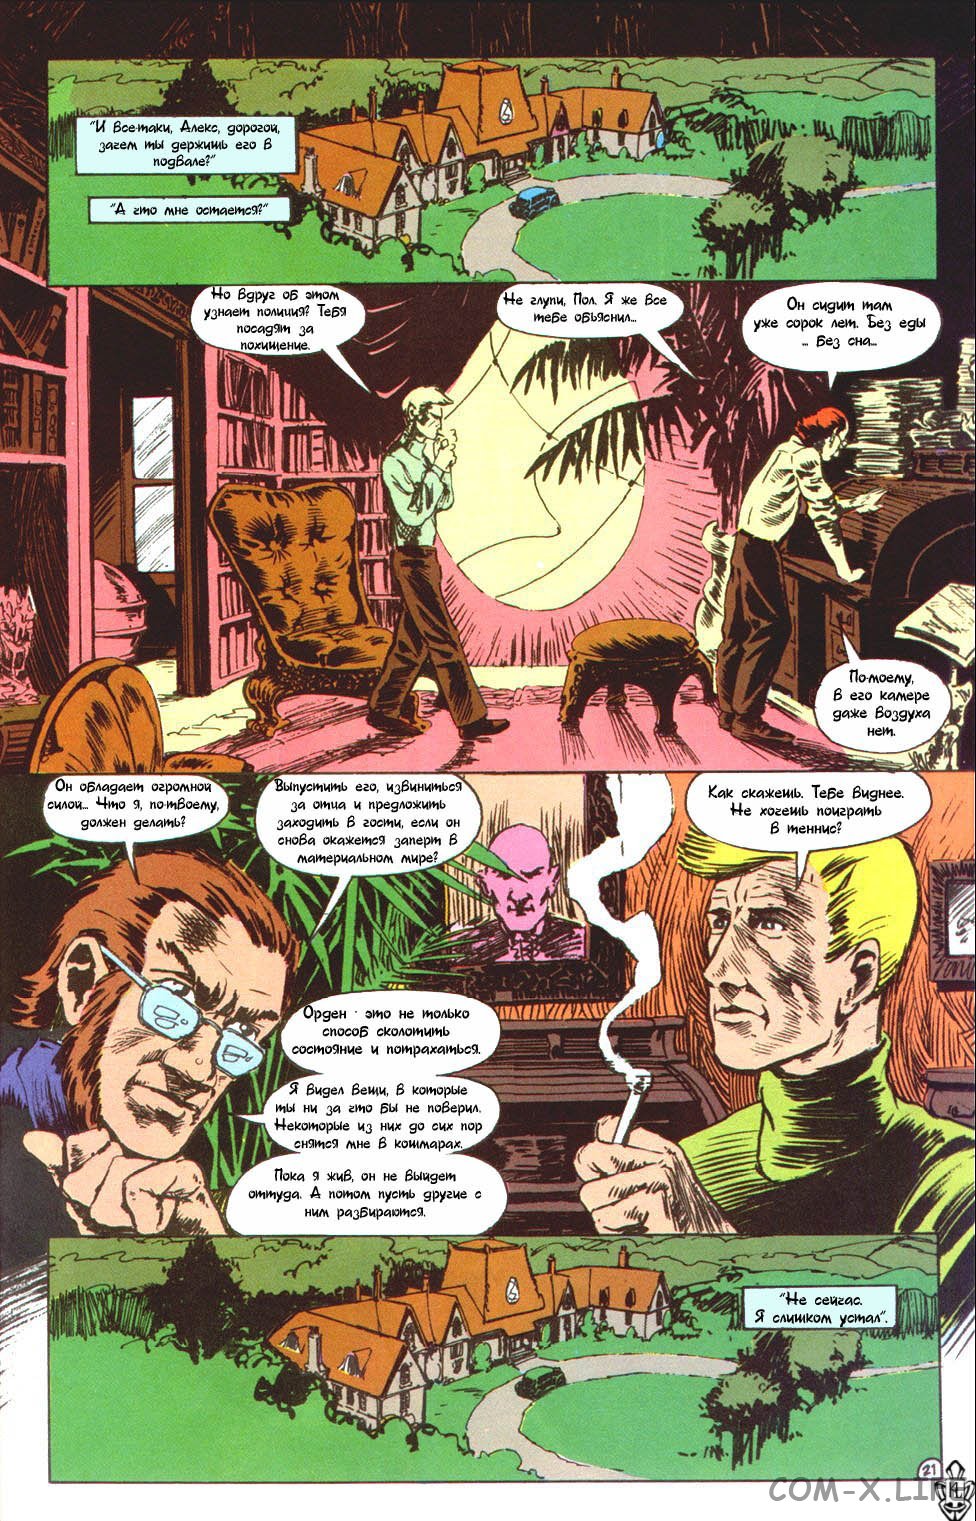 "И все-таки, Алекс, дорогой,
зачем ты держишь его в
подвале?"
"А что мне остается?"
Но вдруг об этом
узнает полиция? Тебя
посадят за
похищение.
Не глупи, Пол. Я же все
тебе объяснил...
Он сидит там
уже сорок лет. Без еды
... Без сна...
По-моему,
в его камере
даже воздуха
нет.
Он обладает огромной
силой... Что я, по-твоему,
должен делать?
Выпустить его, извиниться
за отца и предложить
заходить в гости, если он
снова окажется заперт в
материальном мире?
Как скажешь. Тебе виднее.
Не хочешь поиграть
в теннис?
Орден - это не только
способ сколотить
состояние и потрахаться.
Я видел вещи, в которые
ты ни за что бы не поверил.
Некоторые из них до сих пор
снятся мне в кошмарах.
Пока я жив, он не выйдет
оттуда. А потом пусть другие с
ним разбираются.
"Не сейчас.
Я слишком устал".
21
COM-X.LIFE